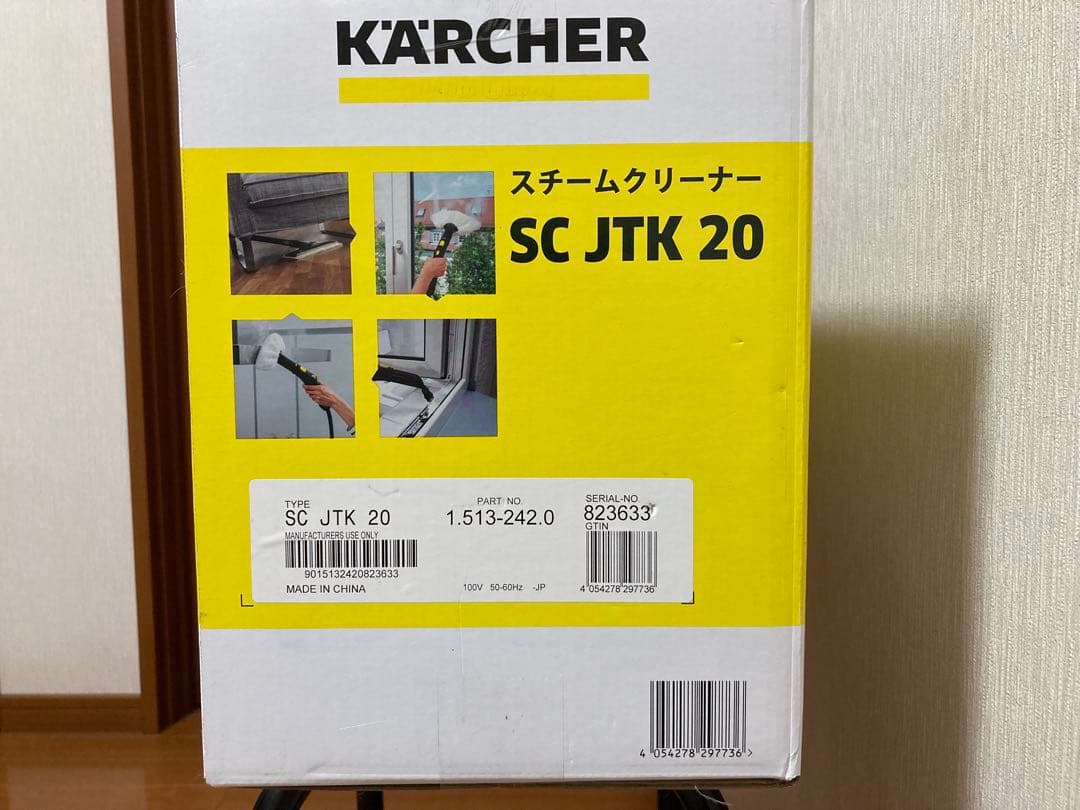 KÄRCHER
スチームクリーナー
SC JTK 20
TYPE
SC JTK 20
MANUFACTURERS USE ONLY
9015132420823633
MADE IN CHINA
PART NO.
1.513-242.0
100V 50-60Hz -JP
SERIAL-NO.
823633
GTIN
4 054278 297736
4 054278 297736 >